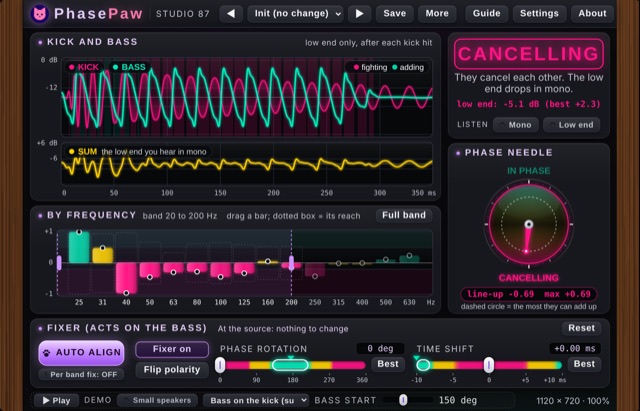 PhasePaw STUDIO 87 ◀ Init (no change) ▶ Save More Guide Settings About
KICK AND BASS low end only, after each kick hit
0 dB KICK BASS fighting adding
-12
+6 dB SUM the low end you hear in mono
-6
0 50 100 150 200 250 300 350 ms
CANCELLING
They cancel each other. The low
end drops in mono.
low end: -5.1 dB (best +2.3)
LISTEN Mono Low end
PHASE NEEDLE
IN PHASE
CANCELLING
line-up -0.69 max +0.69
dashed circle = the most they can add up
BY FREQUENCY band 20 to 200 Hz drag a bar; dotted box = its reach Full band
+1
0
-1
25 31 40 50 63 80 100 125 160 200 250 315 400 500 630 Hz
FIXER (ACTS ON THE BASS) At the source: nothing to change Reset
AUTO ALIGN
Per band fix: OFF
Fixer on
Flip polarity
PHASE ROTATION 0 deg
Best
0 90 180 270 360
TIME SHIFT +0.00 ms
Best
-10 -5 0 +5 +10 ms
▶ Play DEMO Small speakers Bass on the kick (su BASS START 150 deg 1120 × 720 · 100%